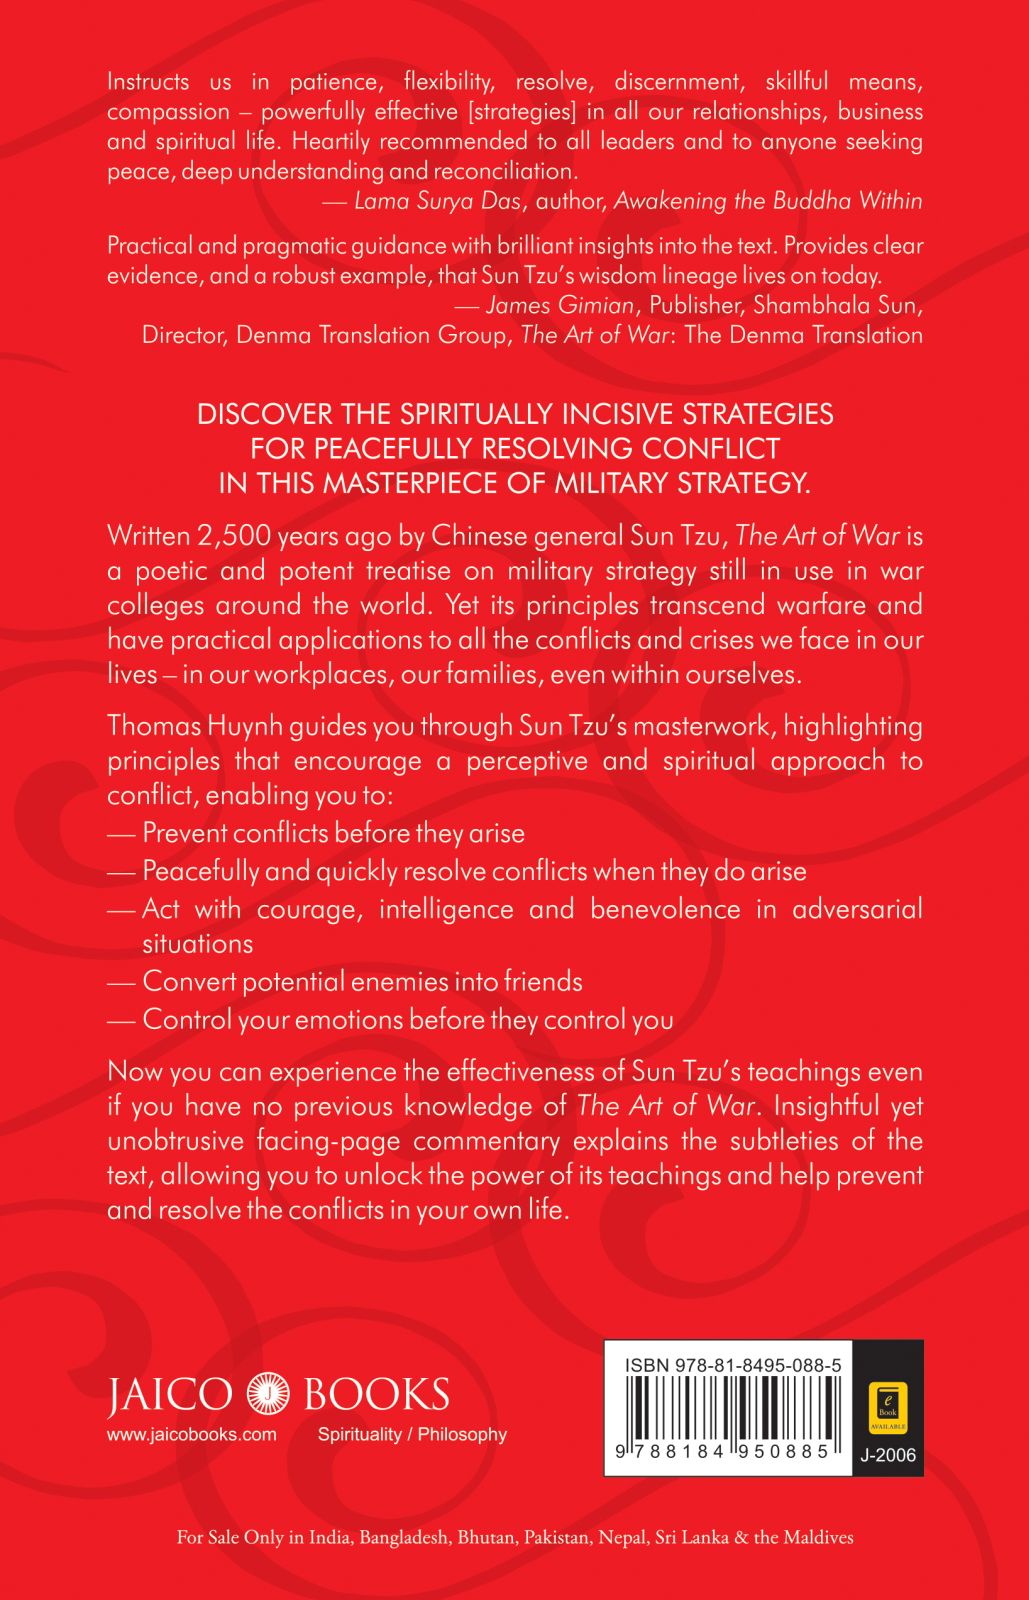 Instructs us in patience, flexibility, resolve, discernment, skillful means,
compassion – powerfully effective [strategies] in all our relationships, business
and spiritual life. Heartily recommended to all leaders and to anyone seeking
peace, deep understanding and reconciliation.
— Lama Surya Das, author, Awakening the Buddha Within
Practical and pragmatic guidance with brilliant insights into the text. Provides clear
evidence, and a robust example, that Sun Tzu's wisdom lineage lives on today.
— James Gimian, Publisher, Shambhala Sun,
Director, Denma Translation Group, The Art of War: The Denma Translation
DISCOVER THE SPIRITUALLY INCISIVE STRATEGIES
FOR PEACEFULLY RESOLVING CONFLICT
IN THIS MASTERPIECE OF MILITARY STRATEGY.
Written 2,500 years ago by Chinese general Sun Tzu, The Art of War is
a poetic and potent treatise on military strategy still in use in war
colleges around the world. Yet its principles transcend warfare and
have practical applications to all the conflicts and crises we face in our
lives – in our workplaces, our families, even within ourselves.
Thomas Huynh guides you through Sun Tzu's masterwork, highlighting
principles that encourage a perceptive and spiritual approach to
conflict, enabling you to:
— Prevent conflicts before they arise
— Peacefully and quickly resolve conflicts when they do arise
— Act with courage, intelligence and benevolence in adversarial
situations
— Convert potential enemies into friends
— Control your emotions before they control you
Now you can experience the effectiveness of Sun Tzu's teachings even
if you have no previous knowledge of The Art of War. Insightful yet
unobtrusive facing-page commentary explains the subtleties of the
text, allowing you to unlock the power of its teachings and help prevent
and resolve the conflicts in your own life.
JAICO J BOOKS
www.jaicobooks.com Spirituality / Philosophy
ISBN 978-81-8495-088-5
9 788184 950885
e
Book
AVAILABLE
J-2006
For Sale Only in India, Bangladesh, Bhutan, Pakistan, Nepal, Sri Lanka & the Maldives